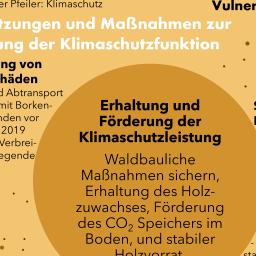 Pfeiler: Klimaschutz
Vulner
tzungen und Maßnahmen zur
ung der Klimaschutzfunktion
ng von
häden
d Abtransport
mit Borken-
nden vor
2019
Verbrei-
egende
Erhaltung und
Förderung der
Klimaschutzleistung
Waldbauliche
Maßnahmen sichern,
Erhaltung des Holz-
zuwachses, Förderung
des CO₂ Speichers im
Boden, und stabiler
Holzvorrat